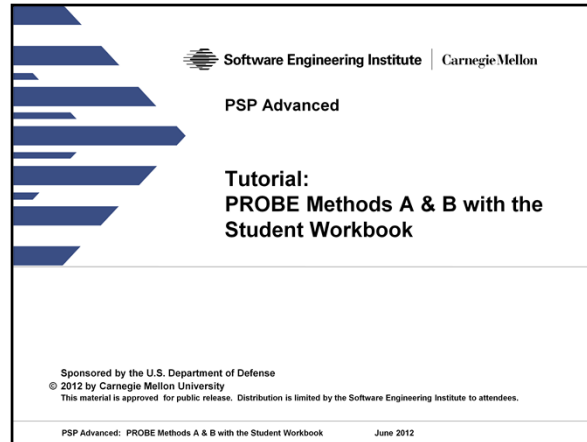 Software Engineering Institute | Carnegie Mellon
PSP Advanced
Tutorial:
PROBE Methods A & B with the
Student Workbook
Sponsored by the U.S. Department of Defense
© 2012 by Carnegie Mellon University
This material is approved for public release. Distribution is limited by the Software Engineering Institute to attendees.
PSP Advanced: PROBE Methods A & B with the Student Workbook June 2012